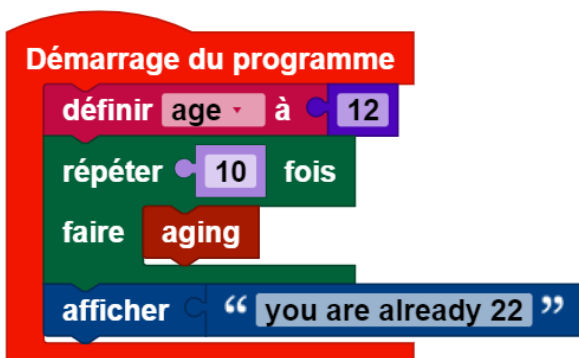 Démarrage du programme
définir age à 12
répéter 10 fois
faire aging
afficher “ you are already 22 ”